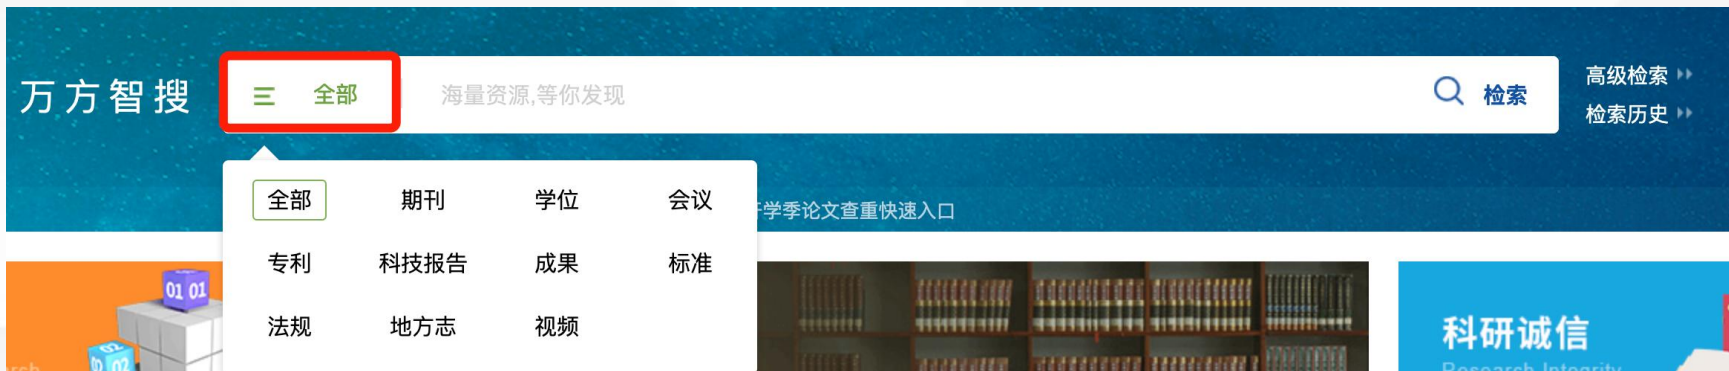 万方智搜
全部
海量资源,等你发现
检索
高级检索
检索历史
全部 期刊 学位 会议
学季论文查重快速入口
专利 科技报告 成果 标准
01 01
法规 地方志 视频
科研诚信
02
Research Integrity